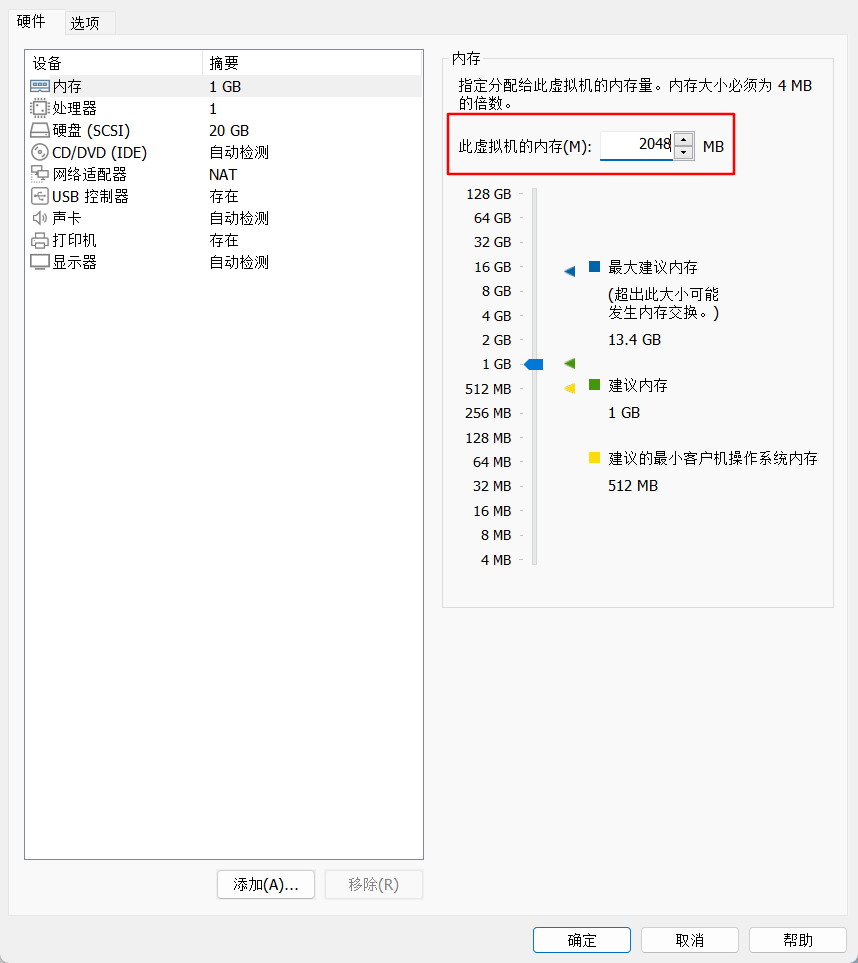 硬件
选项
设备 摘要
内存 1 GB
处理器 1
硬盘 (SCSI) 20 GB
CD/DVD (IDE) 自动检测
网络适配器 NAT
USB 控制器 存在
声卡 自动检测
打印机 存在
显示器 自动检测
添加(A)...
移除(R)
内存
指定分配给此虚拟机的内存量。内存大小必须为 4 MB
的倍数。
此虚拟机的内存(M): 2048 MB
128 GB
64 GB
32 GB
16 GB
8 GB
4 GB
2 GB
1 GB
512 MB
256 MB
128 MB
64 MB
32 MB
16 MB
8 MB
4 MB
最大建议内存
(超出此大小可能
发生内存交换。)
13.4 GB
建议内存
1 GB
建议的最小客户机操作系统内存
512 MB
确定
取消
帮助